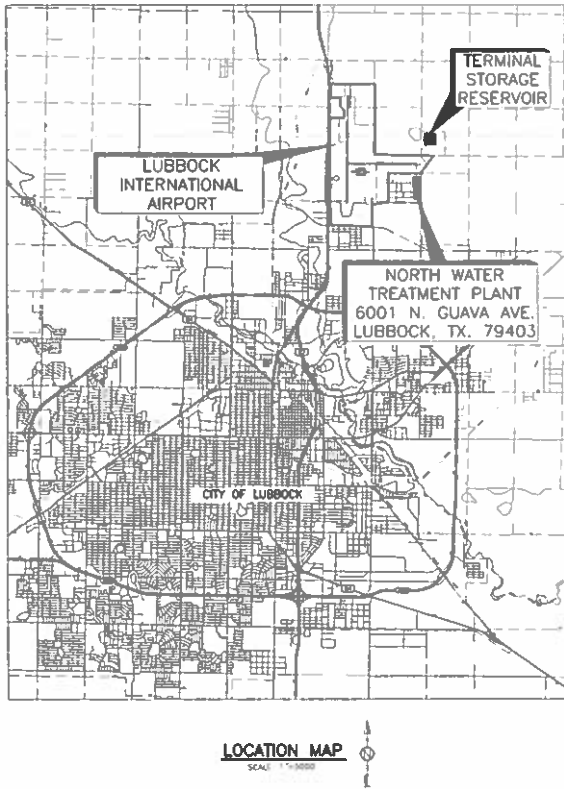 TERMINAL
STORAGE
RESERVOIR
LUBBOCK
INTERNATIONAL
AIRPORT
NORTH WATER
TREATMENT PLANT
6001 N. GUAVA AVE.
LUBBOCK, TX. 79403
CITY OF LUBBOCK
LOCATION MAP
N